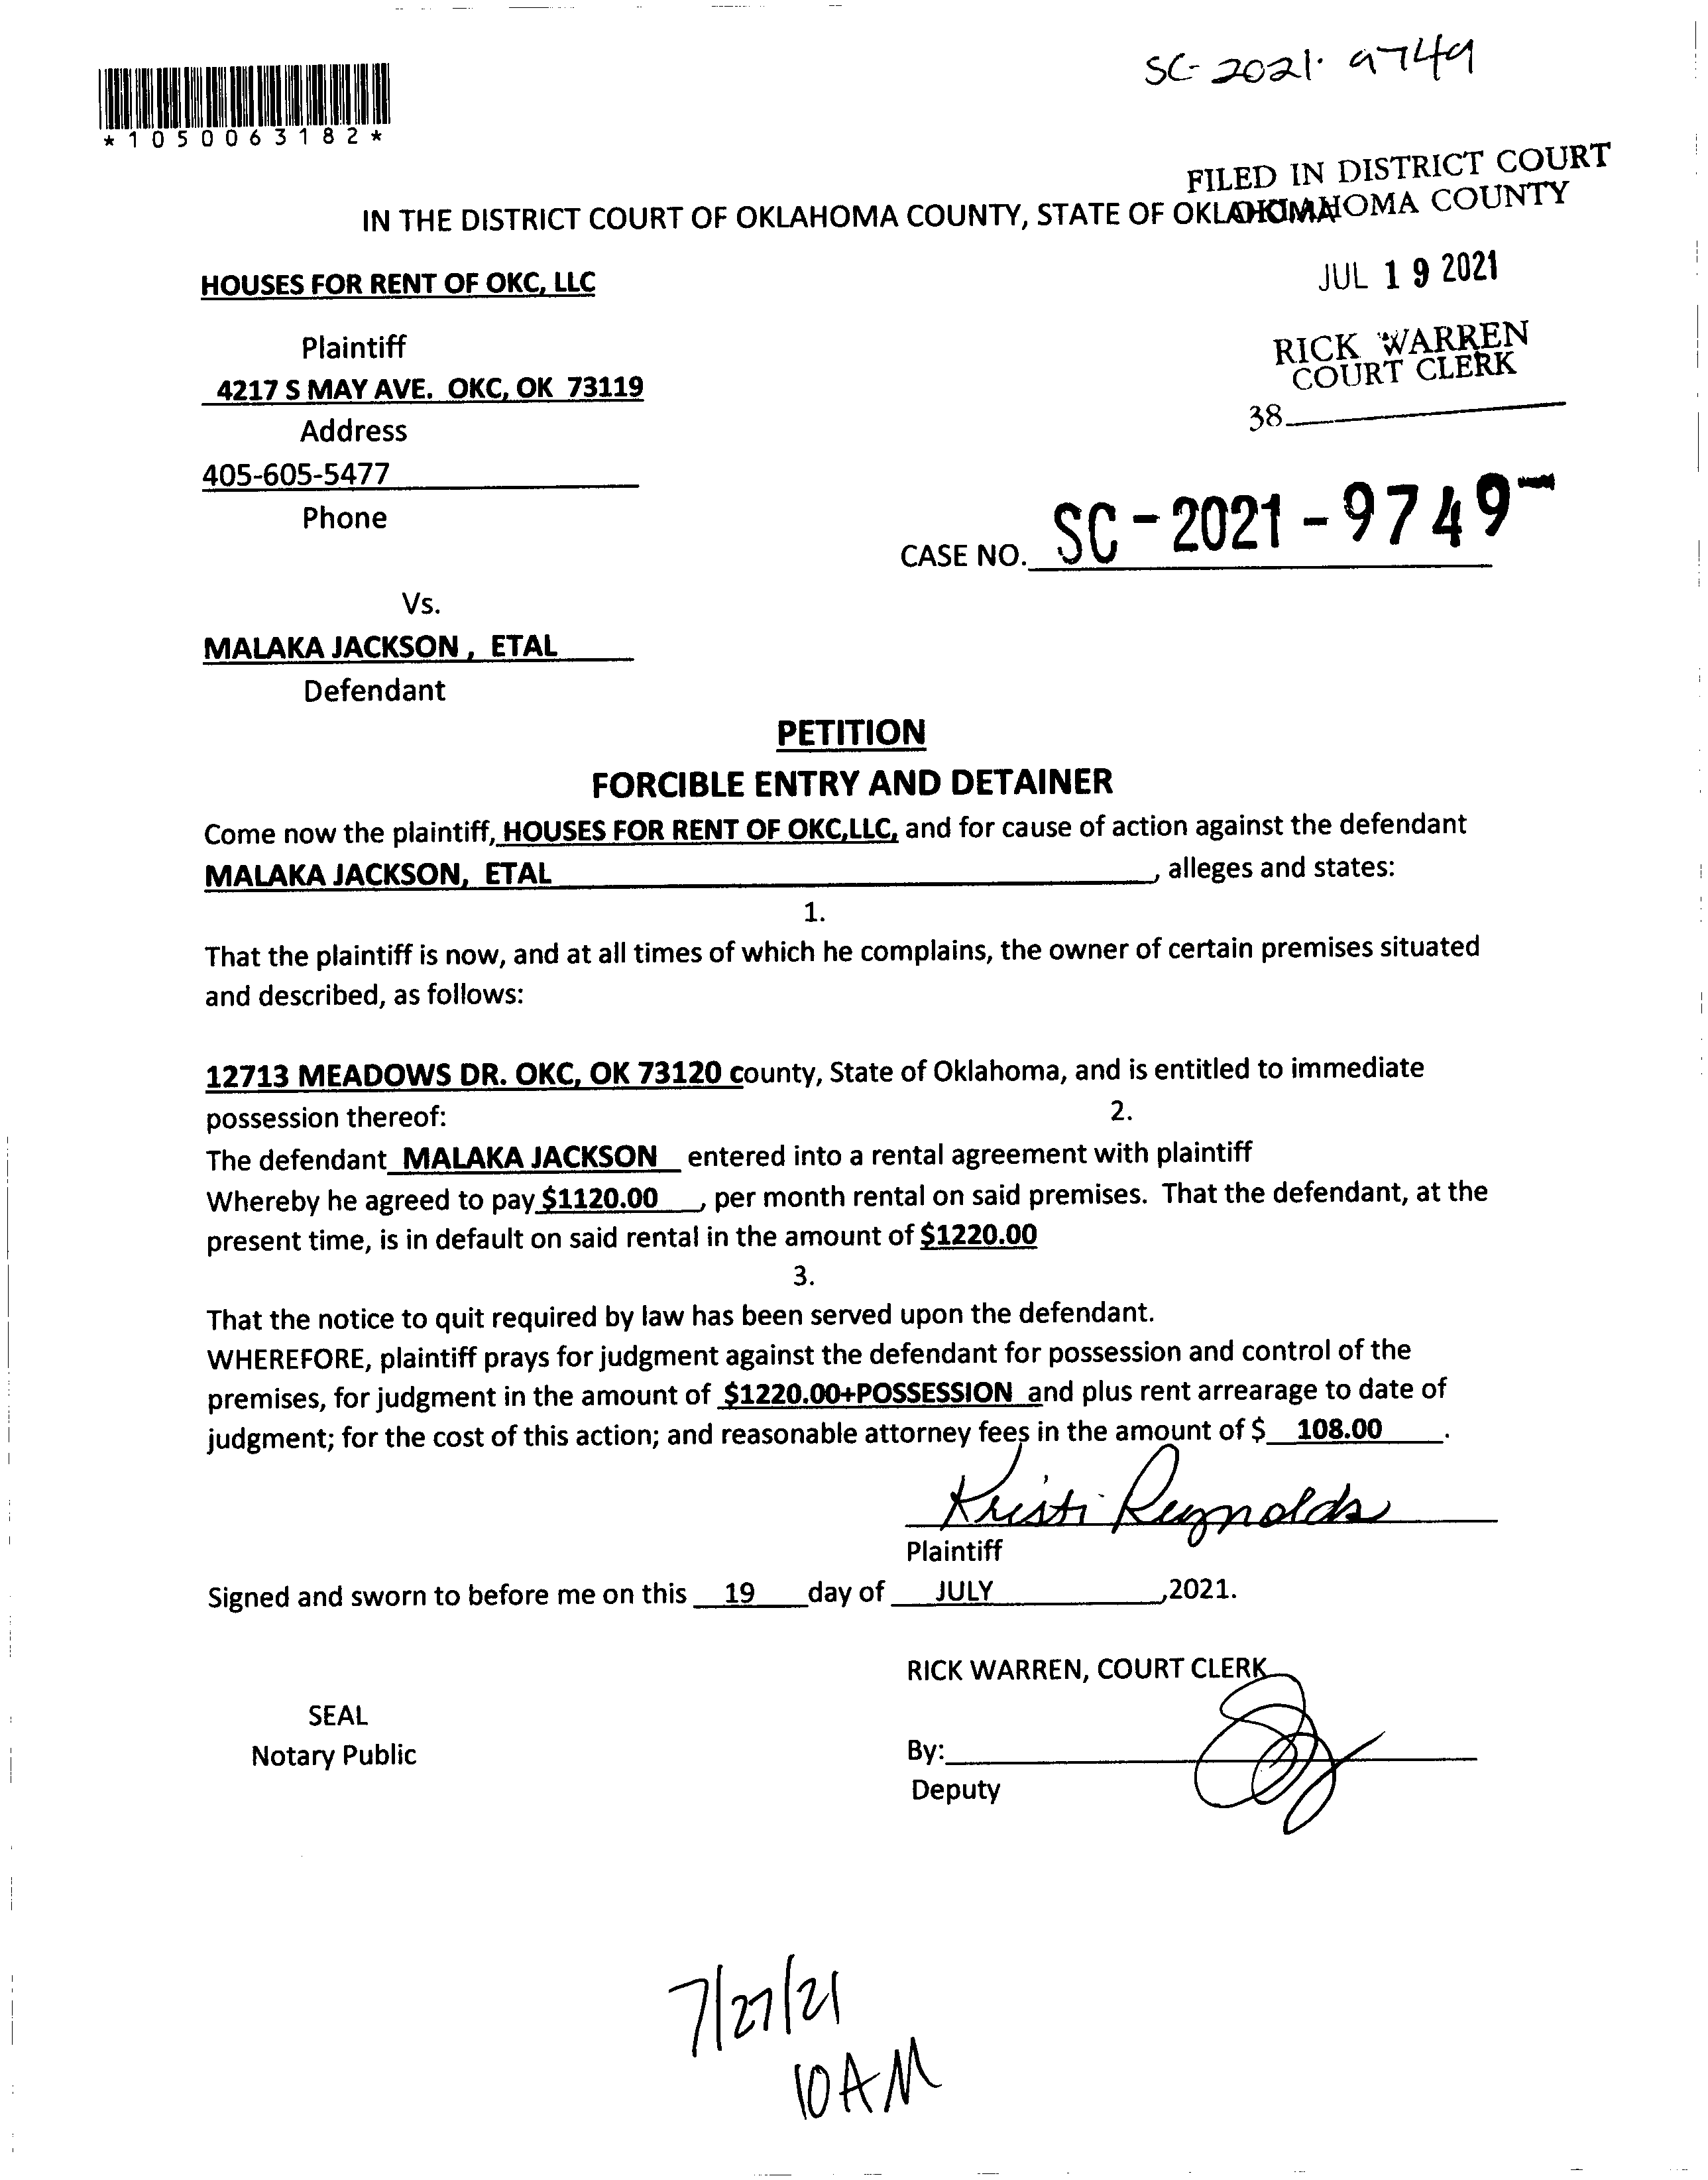 SC-2021-9749
*1050063182*
FILED IN DISTRICT COURT
OKLAHOMA COUNTY
IN THE DISTRICT COURT OF OKLAHOMA COUNTY, STATE OF OKLAHOMA
HOUSES FOR RENT OF OKC, LLC
JUL 19 2021
Plaintiff
RICK WARREN
COURT CLERK
4217 S MAY AVE. OKC, OK 73119
Address
38
405-605-5477
Phone
CASE NO. SC-2021-9749-
Vs.
MALAKA JACKSON , ETAL
Defendant
PETITION
FORCIBLE ENTRY AND DETAINER
Come now the plaintiff, HOUSES FOR RENT OF OKC,LLC, and for cause of action against the defendant
MALAKA JACKSON, ETAL , alleges and states:
1.
That the plaintiff is now, and at all times of which he complains, the owner of certain premises situated
and described, as follows:
12713 MEADOWS DR. OKC, OK 73120 county, State of Oklahoma, and is entitled to immediate
possession thereof: 2.
The defendant MALAKA JACKSON entered into a rental agreement with plaintiff
Whereby he agreed to pay $1120.00 , per month rental on said premises. That the defendant, at the
present time, is in default on said rental in the amount of $1220.00
3.
That the notice to quit required by law has been served upon the defendant.
WHEREFORE, plaintiff prays for judgment against the defendant for possession and control of the
premises, for judgment in the amount of $1220.00+POSSESSION and plus rent arrearage to date of
judgment; for the cost of this action; and reasonable attorney fees in the amount of $ 108.00 .
Kristi Reynolds
Plaintiff
Signed and sworn to before me on this 19 day of JULY ,2021.
RICK WARREN, COURT CLERK
SEAL
Notary Public
By:
Deputy
7/27/21
10AM